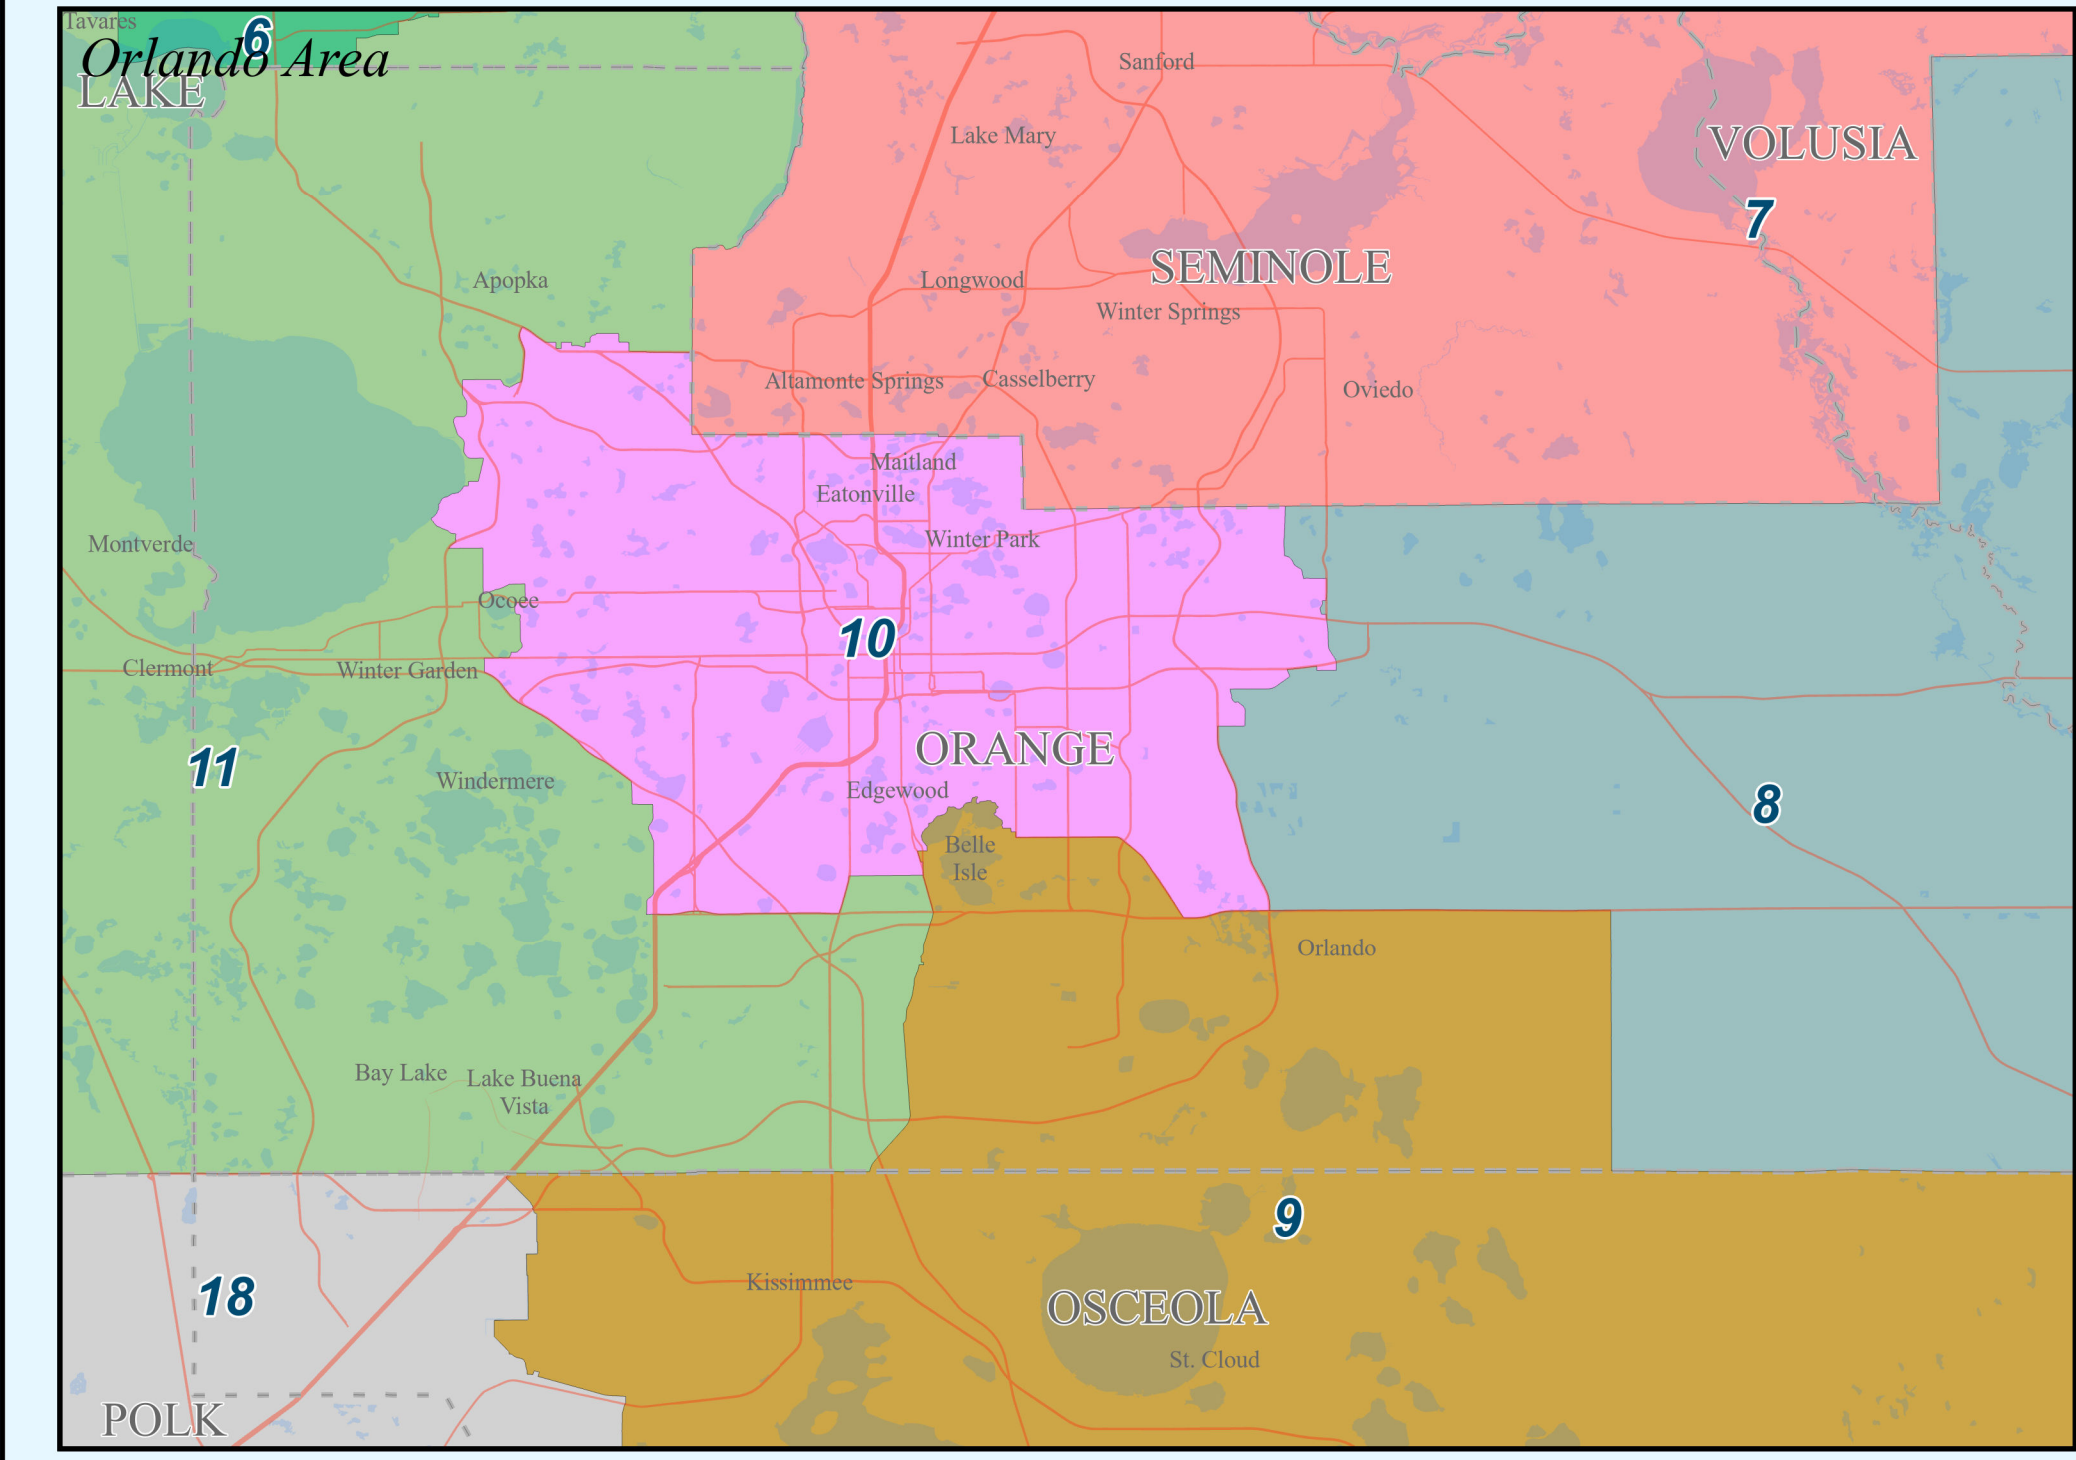 Tavares
6
Orlando Area
LAKE
Sanford
Lake Mary
VOLUSIA
7
SEMINOLE
Apopka
Longwood
Winter Springs
Altamonte Springs
Casselberry
Oviedo
Maitland
Eatonville
Winter Park
Montverde
Ocoee
10
Clermont
Winter Garden
ORANGE
11
Windermere
Edgewood
8
Belle
Isle
Orlando
Bay Lake
Lake Buena
Vista
9
Kissimmee
18
OSCEOLA
St. Cloud
POLK